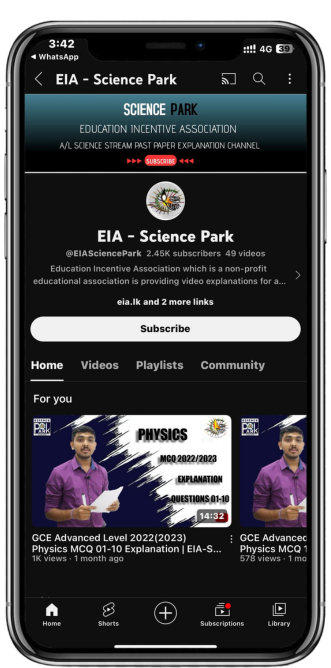 3:42
4G 39
WhatsApp
EIA - Science Park
SCIENCE PARK
EDUCATION INCENTIVE ASSOCIATION
A/L SCIENCE STREAM PAST PAPER EXPLANATION CHANNEL
SUBSCRIBE
EIA - Science Park
@EIASciencePark 2.45K subscribers 49 videos
Education Incentive Association which is a non-profit
educational association is providing video explanations for a...
eia.lk and 2 more links
Subscribe
Home Videos Playlists Community
For you
PHYSICS
MCQ 2022/2023
EXPLANATION
QUESTIONS 01-10
14:32
GCE Advanced Level 2022(2023)
Physics MCQ 01-10 Explanation | EIA-S...
1K views · 1 month ago
GCE Advanced
Physics MCQ 1
578 views · 1 mo
Home
Shorts
Subscriptions
Library